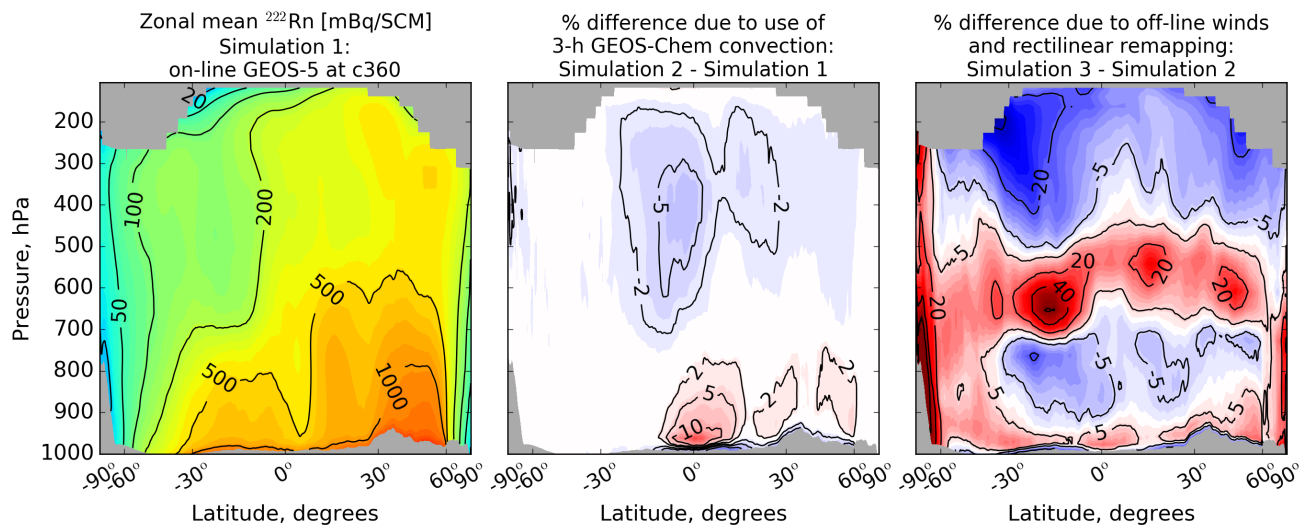 Zonal mean ²²²Rn [mBq/SCM]
Simulation 1:
on-line GEOS-5 at c360
% difference due to use of
3-h GEOS-Chem convection:
Simulation 2 - Simulation 1
% difference due to off-line winds
and rectilinear remapping:
Simulation 3 - Simulation 2
Pressure, hPa
200
300
400
500
600
700
800
900
1000
20
100
200
50
500
500
1000
-5
-2
-2
2
5
10
2
2
-20
-5
-5
5
20
20
20
40
20
-5
-5
5
5
5
-90° -60° -30° 0° 30° 60° 90°
-90° -60° -30° 0° 30° 60° 90°
-90° -60° -30° 0° 30° 60° 90°
Latitude, degrees
Latitude, degrees
Latitude, degrees